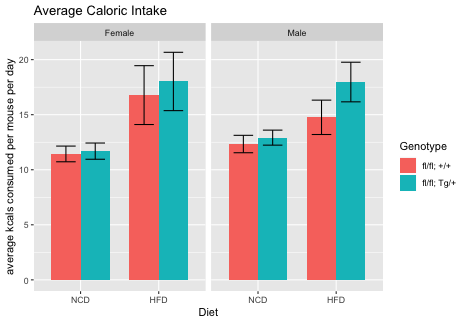 Average Caloric Intake
Female
Male
average kcals consumed per mouse per day
20
15
10
5
0
NCD
HFD
NCD
HFD
Diet
Genotype
fl/fl; +/+
fl/fl; Tg/+